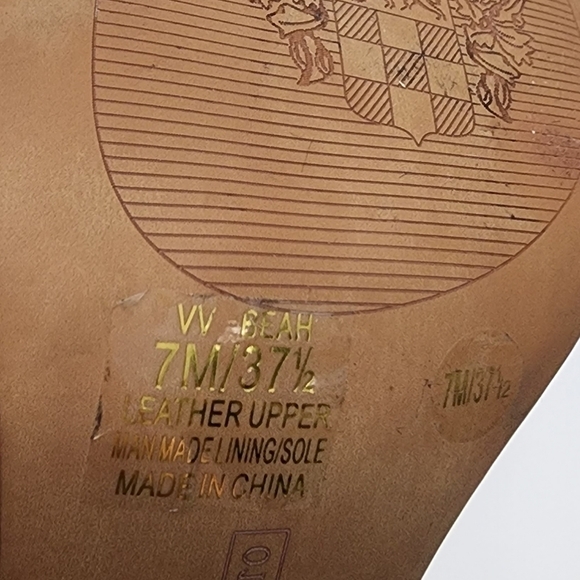 VV BEAH
7M/37½
LEATHER UPPER
MAN MADE LINING/SOLE
MADE IN CHINA
7M/37½